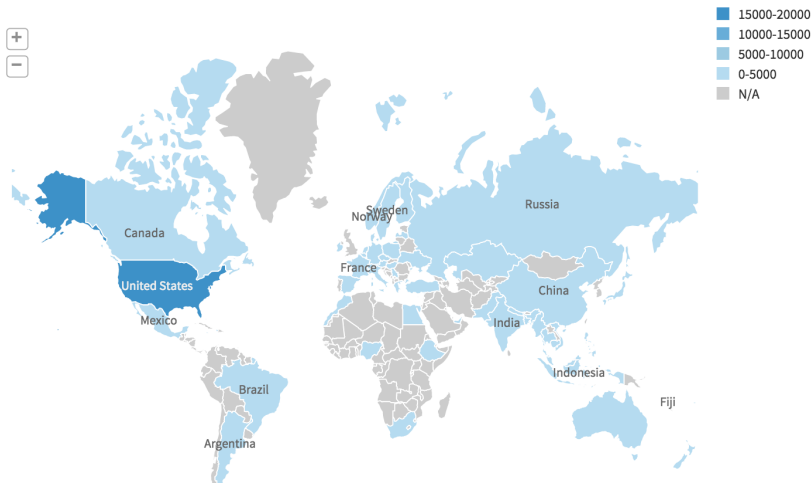 +
−
15000-20000
10000-15000
5000-10000
0-5000
N/A
Russia
Sweden
Norway
Canada
France
United States
China
Mexico
India
Indonesia
Brazil
Fiji
Argentina